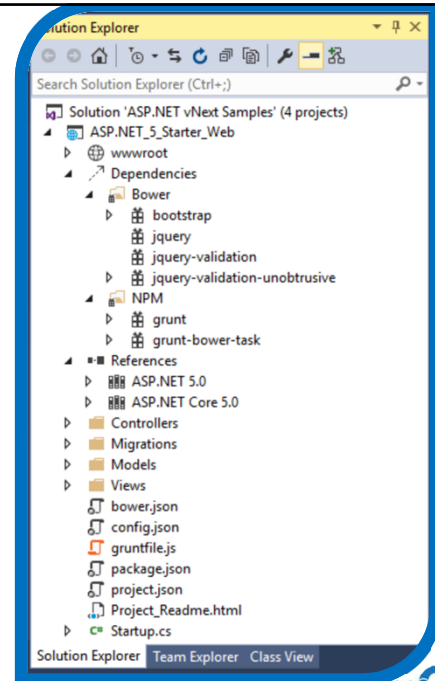 Solution Explorer
Search Solution Explorer (Ctrl+;)
Solution 'ASP.NET vNext Samples' (4 projects)
ASP.NET_5_Starter_Web
wwwroot
Dependencies
Bower
bootstrap
jquery
jquery-validation
jquery-validation-unobtrusive
NPM
grunt
grunt-bower-task
References
ASP.NET 5.0
ASP.NET Core 5.0
Controllers
Migrations
Models
Views
bower.json
config.json
gruntfile.js
package.json
project.json
Project_Readme.html
C# Startup.cs
Solution Explorer Team Explorer Class View